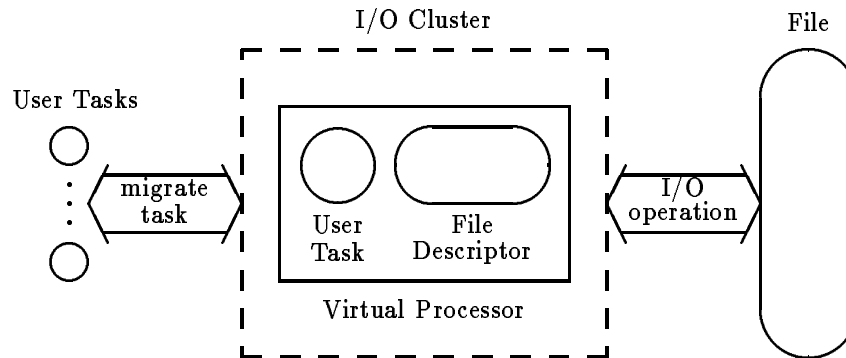 I/O Cluster
File
User Tasks
migrate
task
User
Task
File
Descriptor
I/O
operation
Virtual Processor